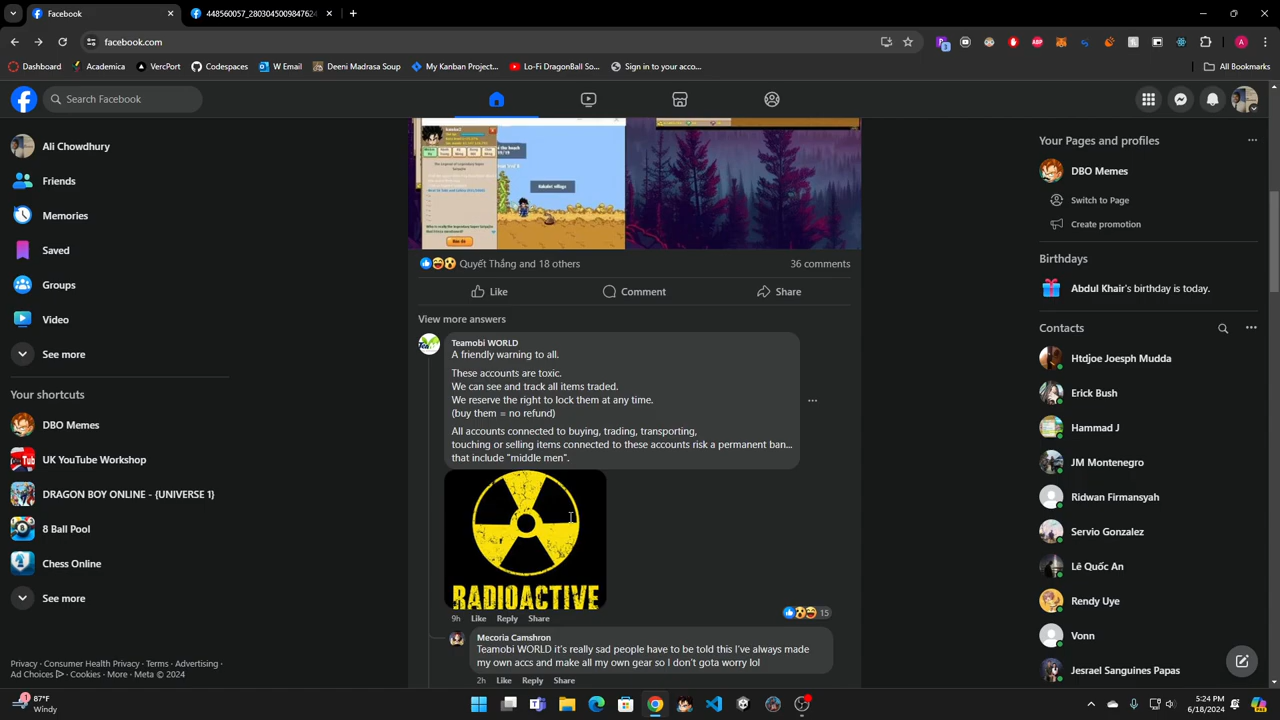 Facebook
448560057_280304500984762
facebook.com
Dashboard
Academica
VercPort
Codespaces
W Email
Deeni Madrasa Soup
My Kanban Project...
Lo-Fi DragonBall So...
Sign in to your acco...
All Bookmarks
Search Facebook
Ali Chowdhury
Friends
Memories
Saved
Groups
Video
See more
Your shortcuts
DBO Memes
UK YouTube Workshop
DRAGON BOY ONLINE - {UNIVERSE 1}
8 Ball Pool
Chess Online
See more
Privacy · Consumer Health Privacy · Terms · Advertising ·
Ad Choices · Cookies · More · Meta © 2024
Quyết Thắng and 18 others
36 comments
Like
Comment
Share
View more answers
Teamobi WORLD
A friendly warning to all.
These accounts are toxic.
We can see and track all items traded.
We reserve the right to lock them at any time.
(buy them = no refund)
All accounts connected to buying, trading, transporting,
touching or selling items connected to these accounts risk a permanent ban...
that include "middle men".
RADIOACTIVE
9h Like Reply Share
15
Mecoria Camshron
Teamobi WORLD it's really sad people have to be told this I've always made
my own accs and make all my own gear so I don't gota worry lol
2h Like Reply Share
Your Pages and profiles
DBO Memes
Switch to Page
Create promotion
Birthdays
Abdul Khair's birthday is today.
Contacts
Htdjoe Joesph Mudda
Erick Bush
Hammad J
JM Montenegro
Ridwan Firmansyah
Servio Gonzalez
Lê Quốc An
Rendy Uye
Vonn
Jesrael Sanguines Papas
87°F
Windy
5:24 PM
6/18/2024